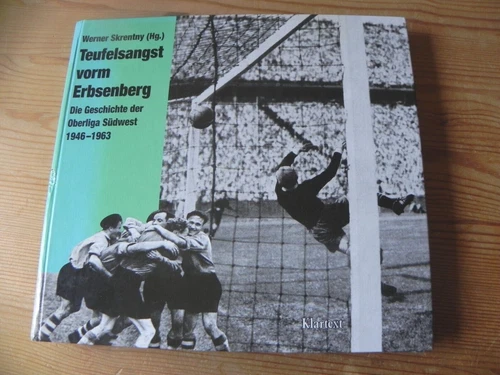 Werner Skrentny (Hg.)
Teufelsangst
vorm
Erbsenberg
Die Geschichte der
Oberliga Südwest
1946–1963
Klartext